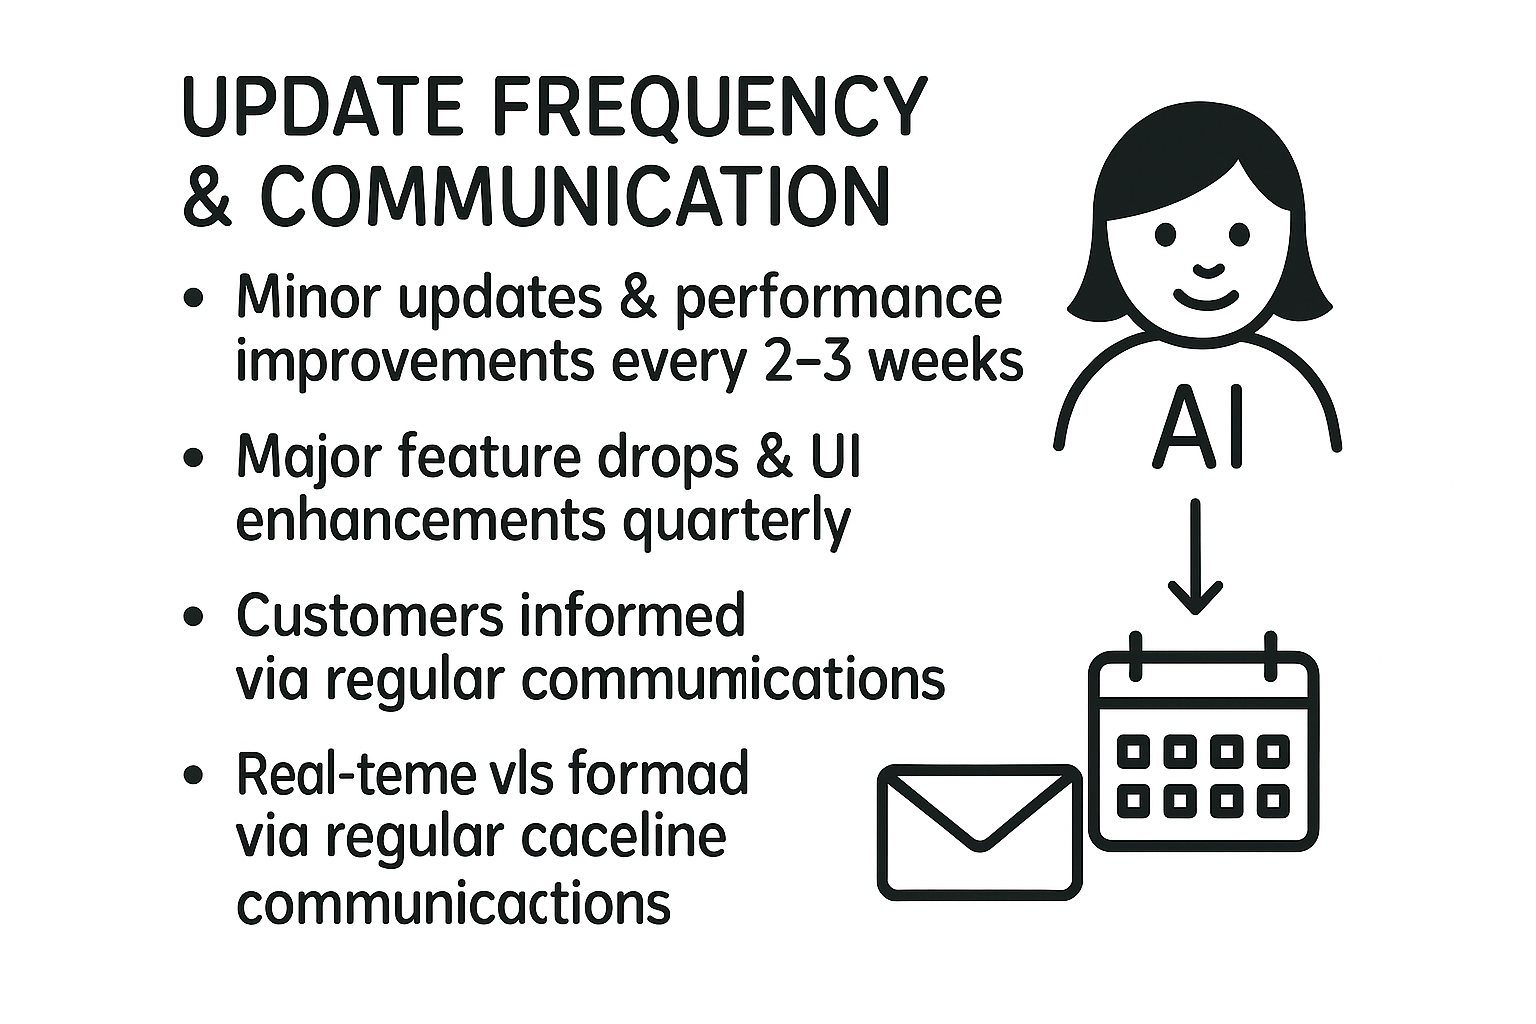 UPDATE FREQUENCY
& COMMUNICATION
• Minor updates & performance
improvements every 2–3 weeks
• Major feature drops & UI
enhancements quarterly
• Customers informed
via regular commumications
• Real-teme vls formad
via regular caceline
communicactions
AI